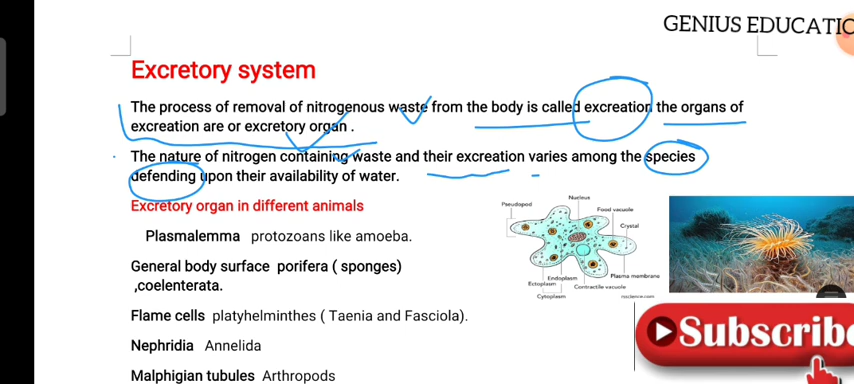 GENIUS EDUCATIO
Excretory system
The process of removal of nitrogenous waste from the body is called excreation the organs of
excreation are or excretory organ .
The nature of nitrogen containing waste and their excreation varies among the species
defending upon their availability of water.
Excretory organ in different animals
Plasmalemma protozoans like amoeba.
General body surface porifera ( sponges)
,coelenterata.
Flame cells platyhelminthes ( Taenia and Fasciola).
Nephridia Annelida
Malphigian tubules Arthropods
Pseudopod
Nucleus
Food vacuole
Crystal
Plasma membrane
Endoplasm
Ectoplasm
Contractile vacuole
Cytoplasm
Subscribe